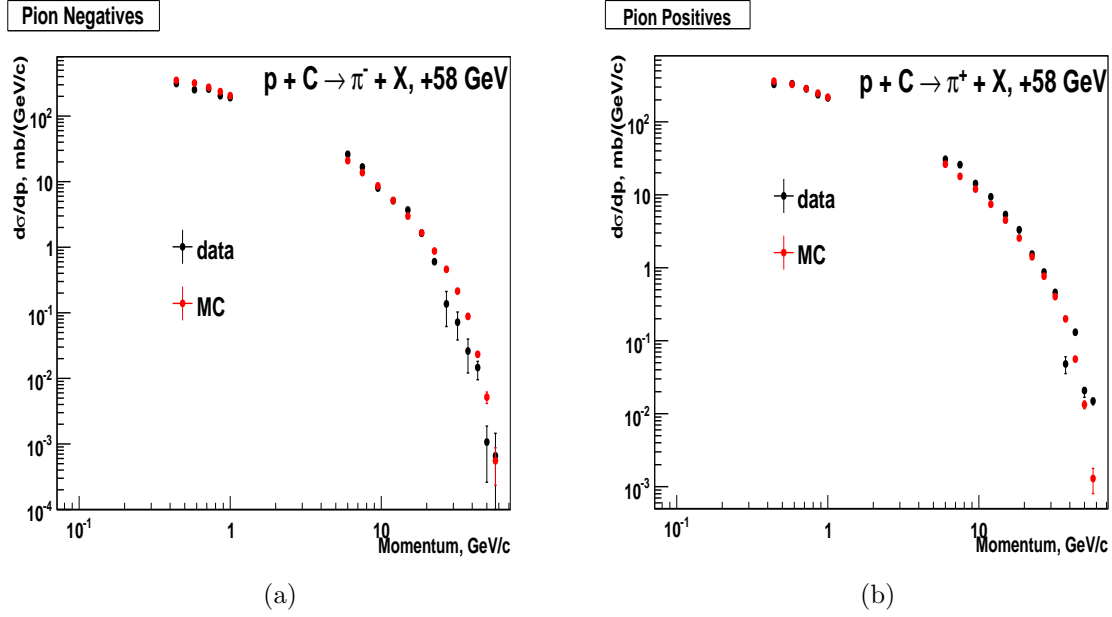 Pion Negatives
p + C → π⁻ + X, +58 GeV
dσ/dp, mb/(GeV/c)
10²
10
1
10⁻¹
10⁻²
10⁻³
10⁻⁴
data
MC
10⁻¹
1
10
Momentum, GeV/c
(a)
Pion Positives
p + C → π⁺ + X, +58 GeV
dσ/dp, mb/(GeV/c)
10²
10
1
10⁻¹
10⁻²
10⁻³
data
MC
10⁻¹
1
10
Momentum, GeV/c
(b)